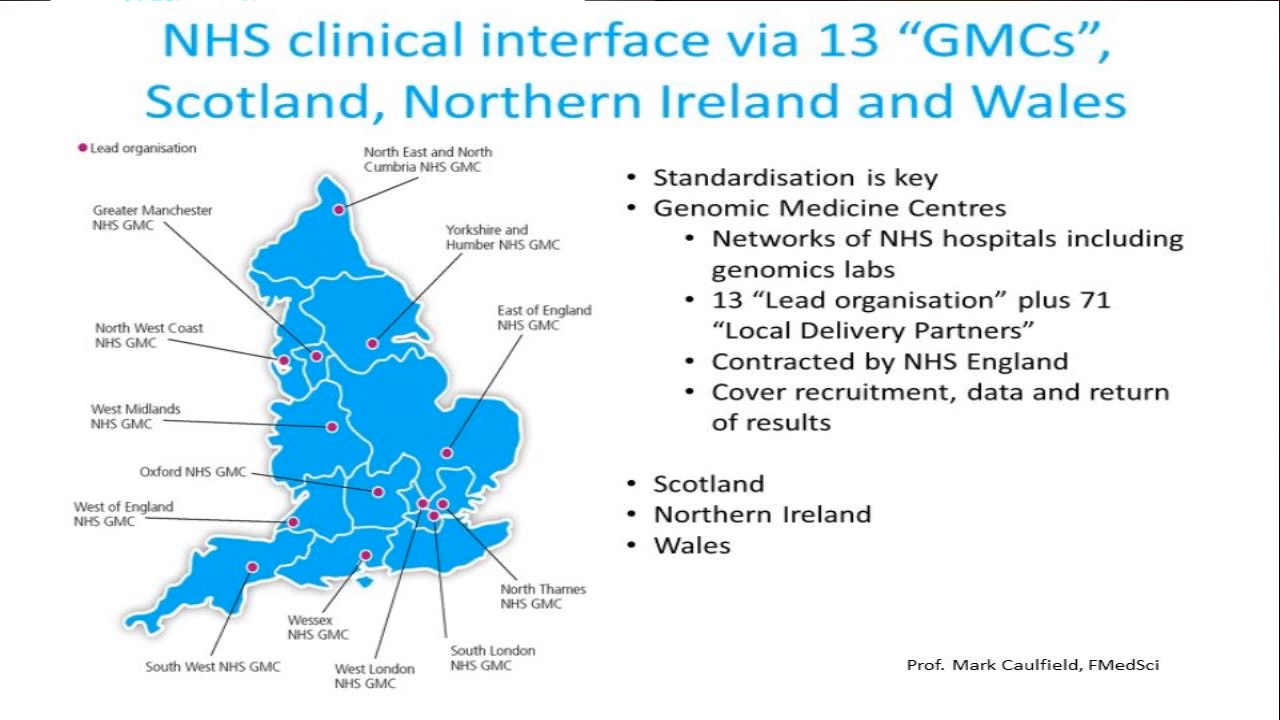 NHS clinical interface via 13 “GMCs”,
Scotland, Northern Ireland and Wales
Lead organisation
North East and North
Cumbria NHS GMC
Greater Manchester
NHS GMC
Yorkshire and
Humber NHS GMC
East of England
NHS GMC
North West Coast
NHS GMC
West Midlands
NHS GMC
Oxford NHS GMC
West of England
NHS GMC
North Thames
NHS GMC
Wessex
NHS GMC
South London
NHS GMC
South West NHS GMC
West London
NHS GMC
• Standardisation is key
• Genomic Medicine Centres
• Networks of NHS hospitals including
genomics labs
• 13 “Lead organisation” plus 71
“Local Delivery Partners”
• Contracted by NHS England
• Cover recruitment, data and return
of results
• Scotland
• Northern Ireland
• Wales
Prof. Mark Caulfield, FMedSci